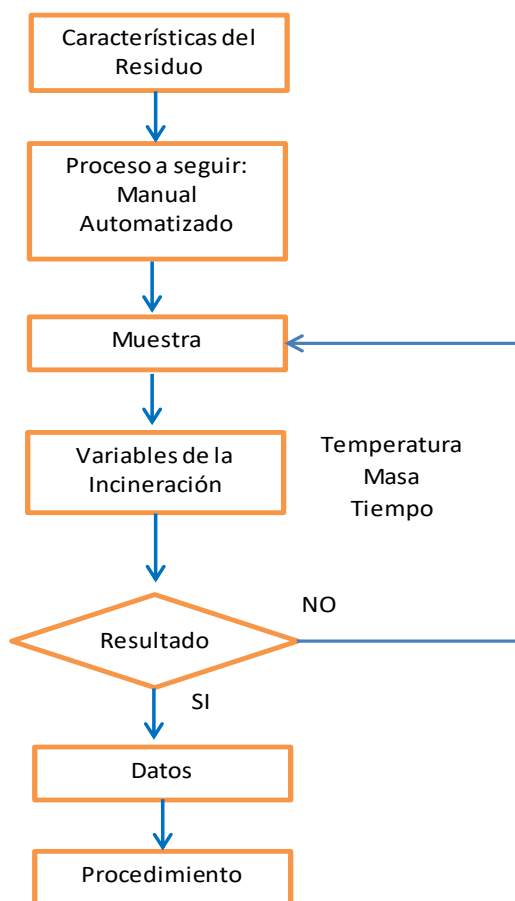 Características del
Residuo
Proceso a seguir:
Manual
Automatizado
Muestra
Variables de la
Incineración
Temperatura
Masa
Tiempo
Resultado
NO
SI
Datos
Procedimiento